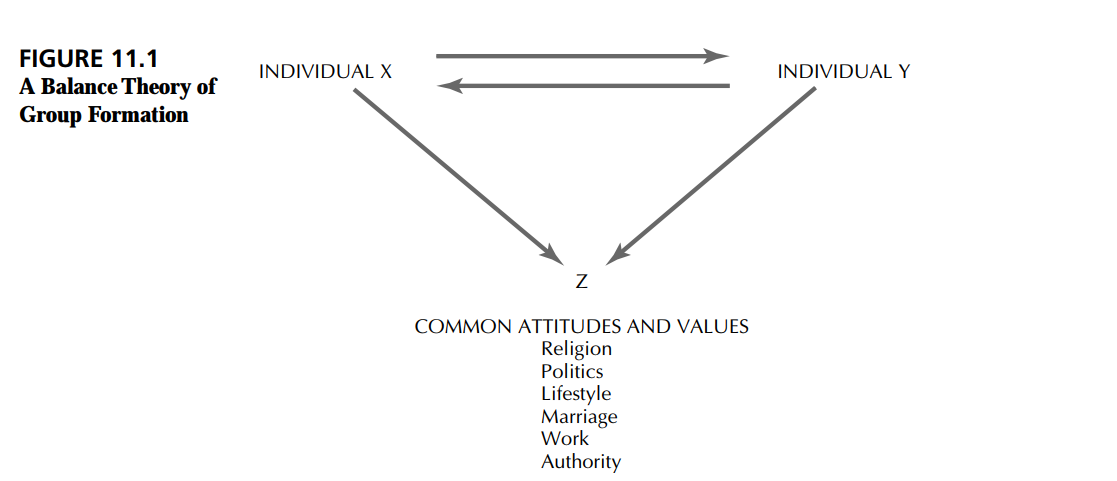 FIGURE 11.1
A Balance Theory of
Group Formation
INDIVIDUAL X
INDIVIDUAL Y
Z
COMMON ATTITUDES AND VALUES
Religion
Politics
Lifestyle
Marriage
Work
Authority